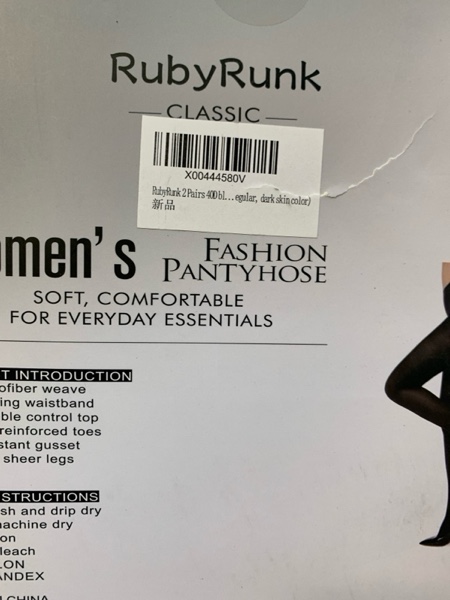 RubyRunk
CLASSIC
X00444580V
RubyRunk 2 Pairs 400 bl... egular, dark skin color)
新品
omen's FASHION
PANTYHOSE
SOFT, COMFORTABLE
FOR EVERYDAY ESSENTIALS
T INTRODUCTION
ofiber weave
ing waistband
ble control top
reinforced toes
stant gusset
sheer legs
STRUCTIONS
sh and drip dry
achine dry
on
leach
LON
ANDEX
CHINA